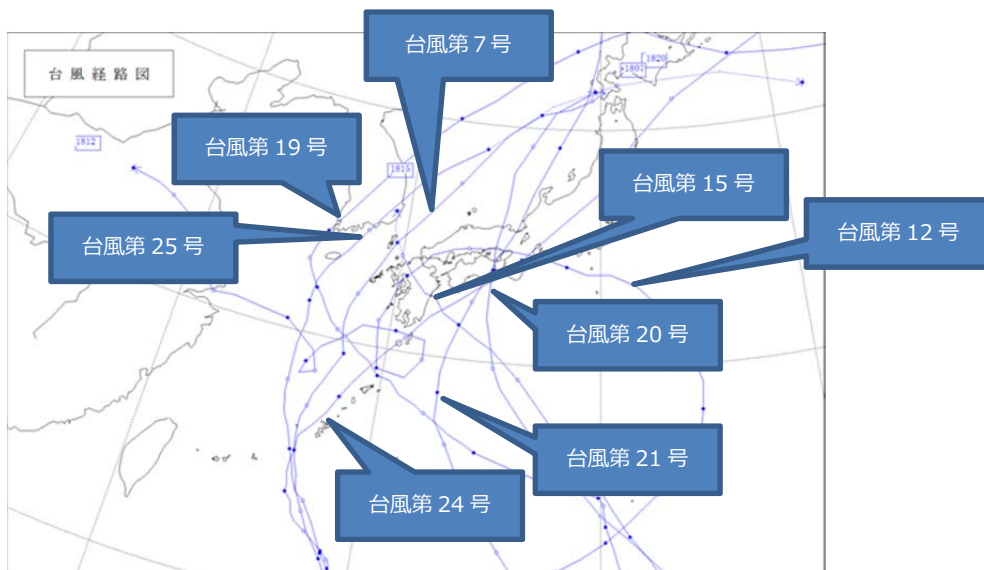 台風第7号
1820
1807
台 風 経 路 図
1812
台風第 19 号
1815
台風第 15 号
台風第 25 号
台風第 12 号
台風第 20 号
台風第 21 号
台風第 24 号